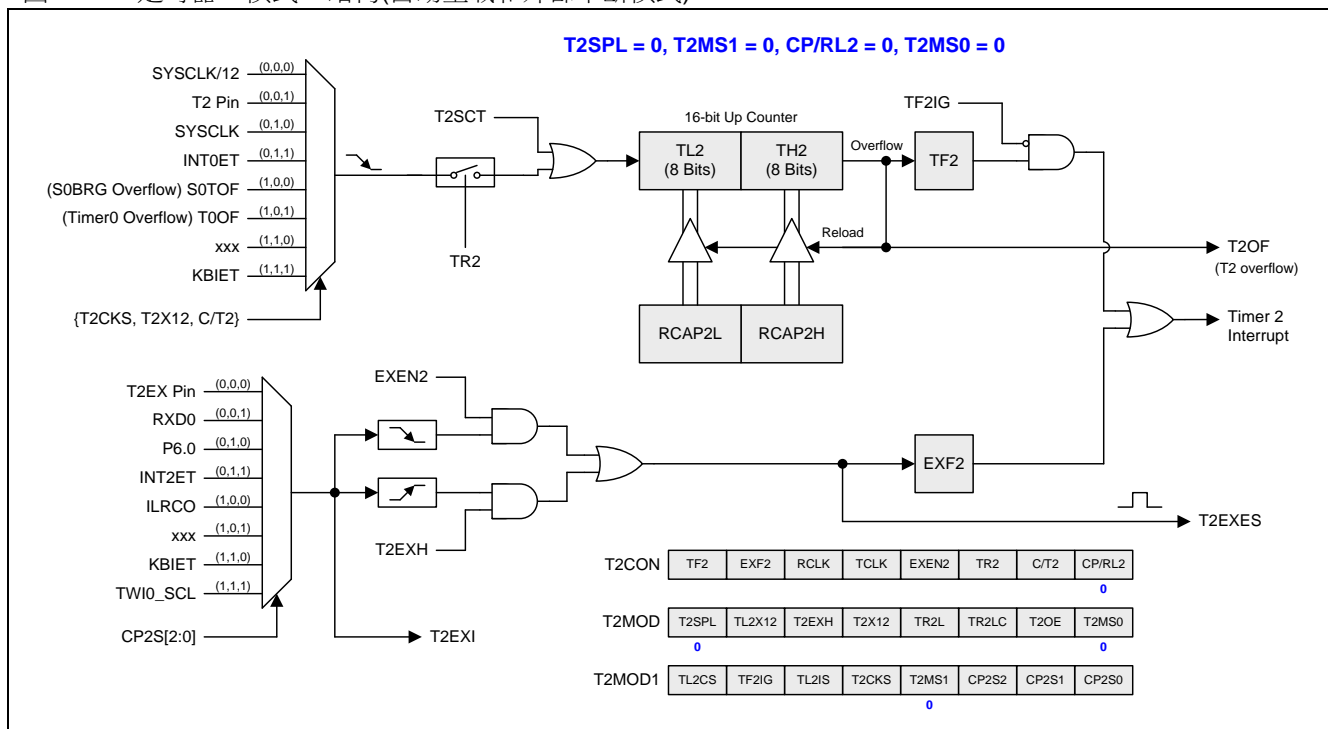 T2SPL = 0, T2MS1 = 0, CP/RL2 = 0, T2MS0 = 0
SYSCLK/12 (0,0,0)
T2 Pin (0,0,1)
SYSCLK (0,1,0)
INT0ET (0,1,1)
(S0BRG Overflow) S0TOF (1,0,0)
(Timer0 Overflow) T0OF (1,0,1)
xxx (1,1,0)
KBIET (1,1,1)
{T2CKS, T2X12, C/T2}
TR2
T2SCT
16-bit Up Counter
TL2
(8 Bits)
TH2
(8 Bits)
Overflow
TF2
TF2IG
Reload
RCAP2L
RCAP2H
T2OF
(T2 overflow)
Timer 2
Interrupt
T2EX Pin (0,0,0)
RXD0 (0,0,1)
P6.0 (0,1,0)
INT2ET (0,1,1)
ILRCO (1,0,0)
xxx (1,0,1)
KBIET (1,1,0)
TWI0_SCL (1,1,1)
CP2S[2:0]
EXEN2
T2EXH
T2EXI
EXF2
T2EXES
T2CON TF2 EXF2 RCLK TCLK EXEN2 TR2 C/T2 CP/RL2
0
T2MOD T2SPL TL2X12 T2EXH T2X12 TR2L TR2LC T2OE T2MS0
0 0
T2MOD1 TL2CS TF2IG TL2IS T2CKS T2MS1 CP2S2 CP2S1 CP2S0
0